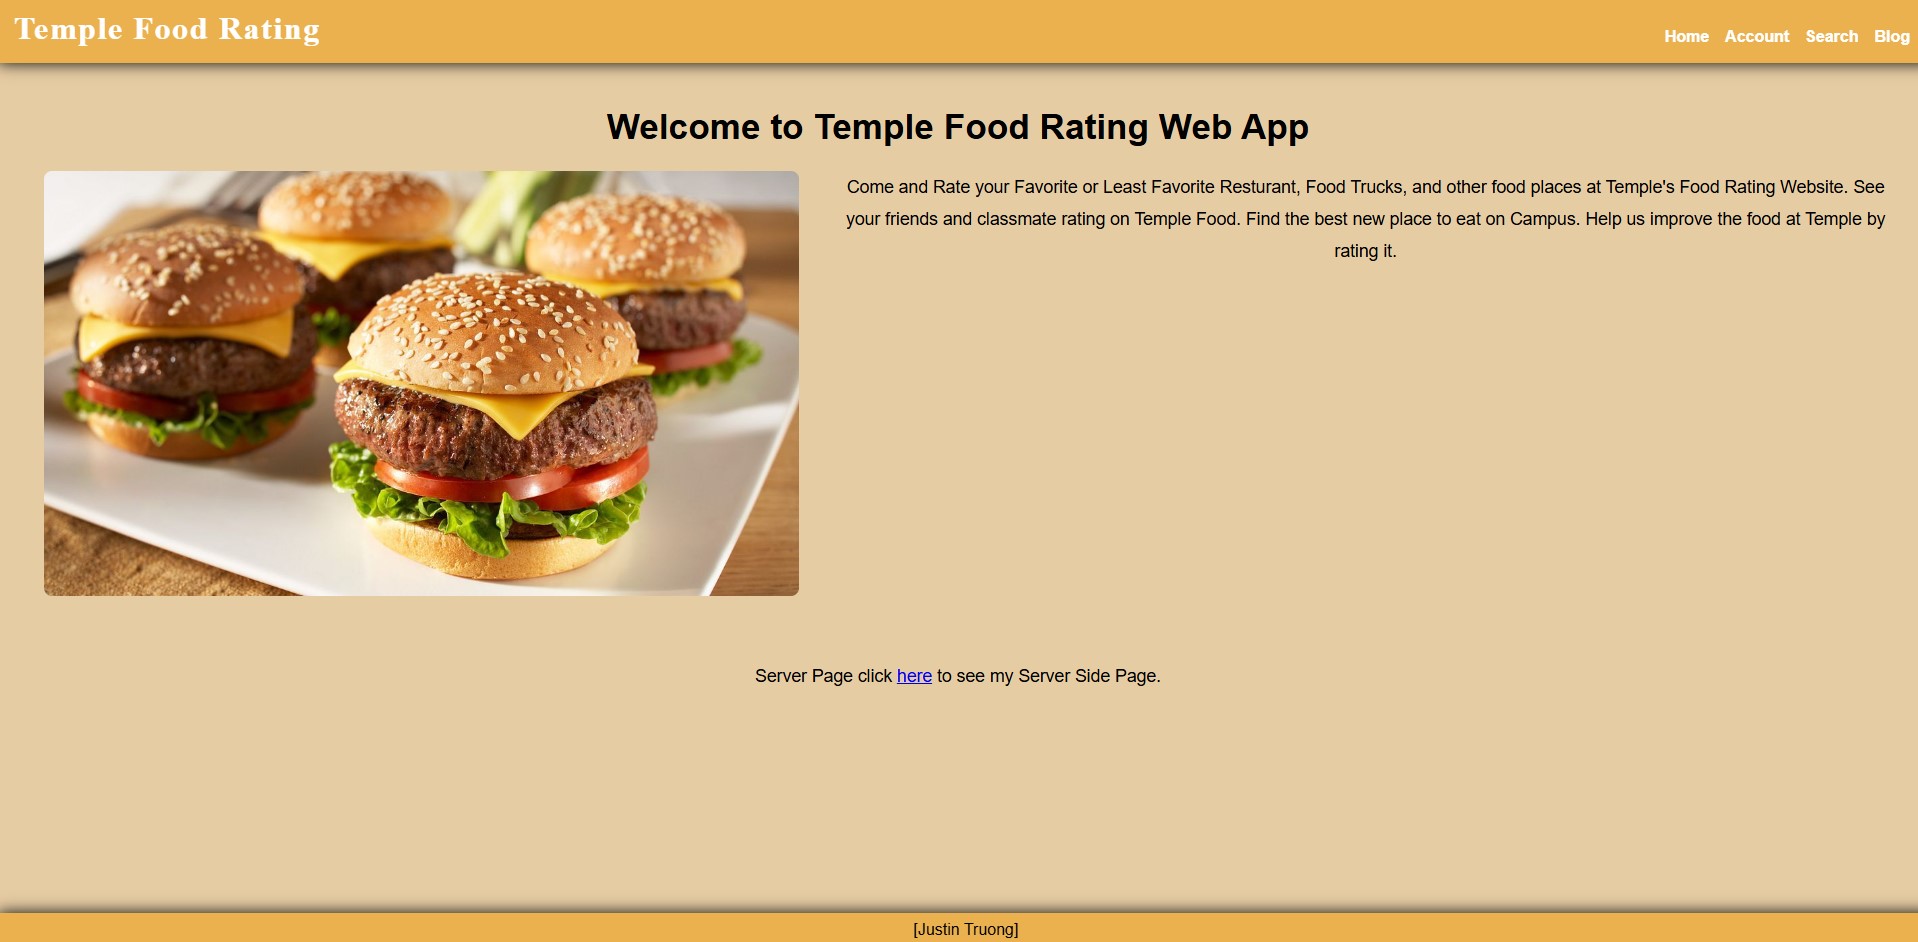 Temple Food Rating
Home Account Search Blog
Welcome to Temple Food Rating Web App
Come and Rate your Favorite or Least Favorite Resturant, Food Trucks, and other food places at Temple's Food Rating Website. See
your friends and classmate rating on Temple Food. Find the best new place to eat on Campus. Help us improve the food at Temple by
rating it.
Server Page click here to see my Server Side Page.
[Justin Truong]